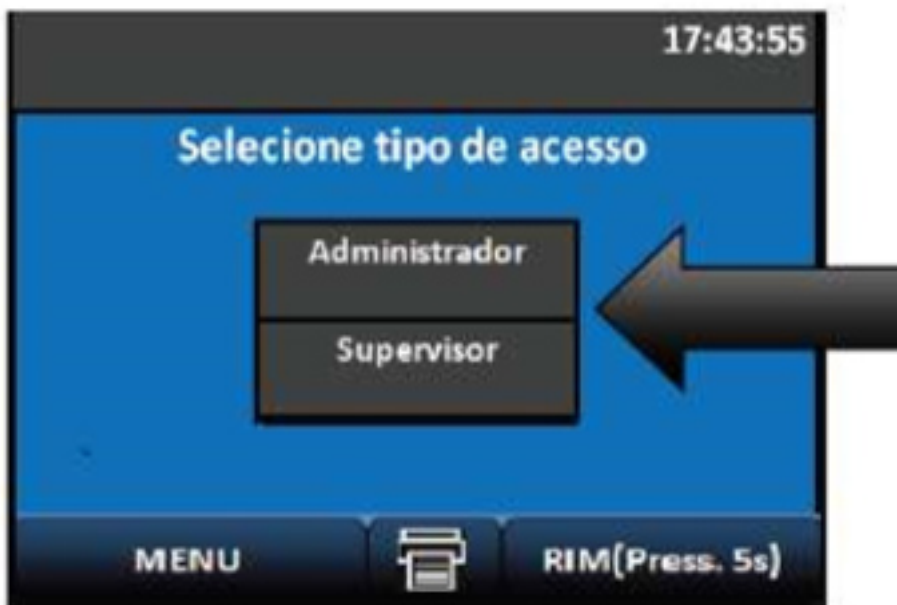 17:43:55
Selecione tipo de acesso
Administrador
Supervisor
MENU
RIM(Press. 5s)